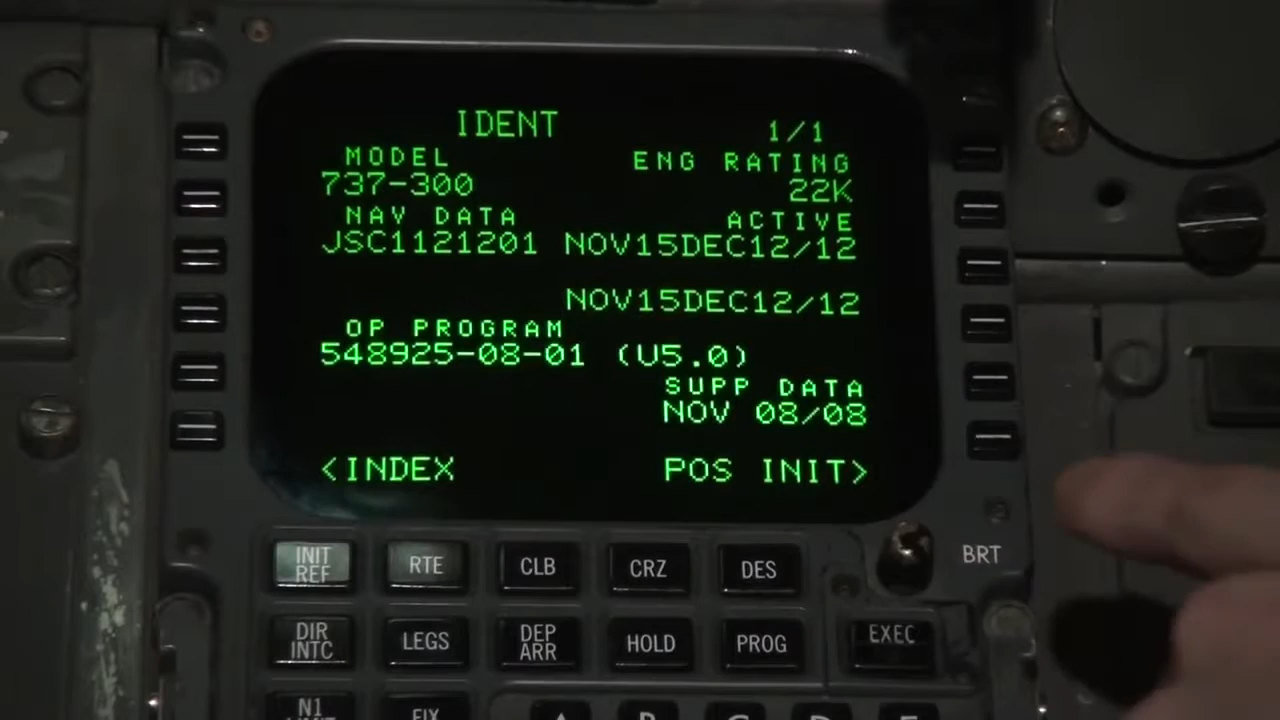 IDENT 1/1
MODEL ENG RATING
737-300 22K
NAV DATA ACTIVE
JSC1121201 NOV15DEC12/12
NOV15DEC12/12
OP PROGRAM
548925-08-01 (U5.0)
SUPP DATA
NOV 08/08
<INDEX POS INIT>
INIT REF RTE CLB CRZ DES BRT
DIR INTC LEGS DEP ARR HOLD PROG EXEC
N1 FIX